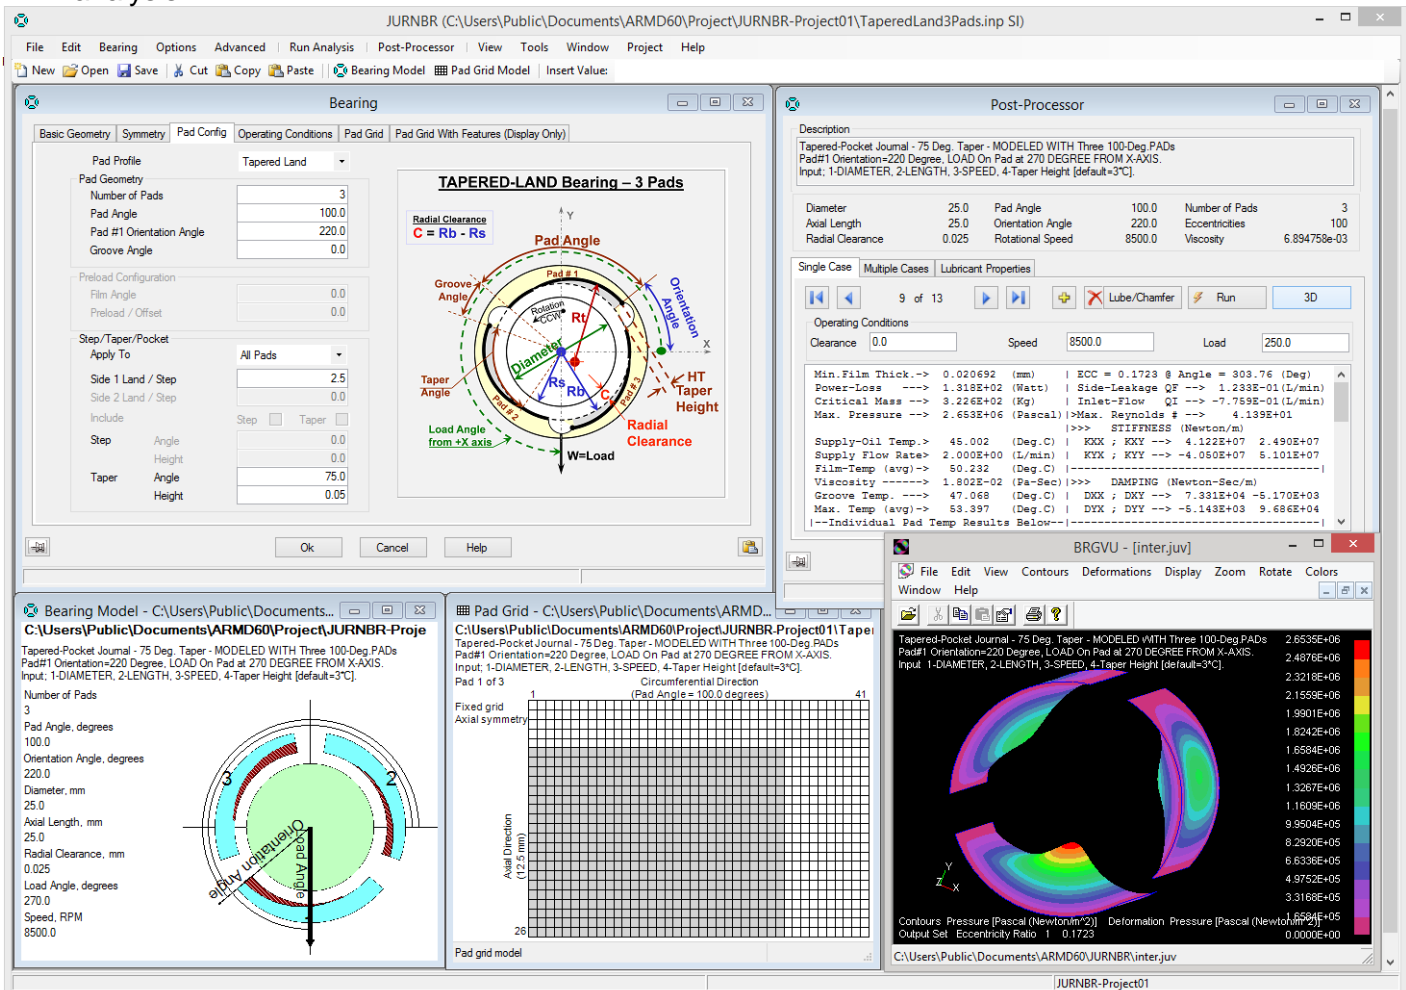 JURNBR (C:\Users\Public\Documents\ARMD60\Project\JURNBR-Project01\TaperedLand3Pads.inp SI)
File Edit Bearing Options Advanced Run Analysis Post-Processor View Tools Window Project Help
New Open Save Cut Copy Paste Bearing Model Pad Grid Model Insert Value:
Bearing
Basic Geometry Symmetry Pad Config Operating Conditions Pad Grid Pad Grid With Features (Display Only)
Pad Profile Tapered Land
Pad Geometry
Number of Pads 3
Pad Angle 100.0
Pad #1 Orientation Angle 220.0
Groove Angle 0.0
Preload Configuration
Film Angle 0.0
Preload / Offset 0.0
Step/Taper/Pocket
Apply To All Pads
Side 1 Land / Step 2.5
Side 2 Land / Step 0.0
Include Step Taper
Step Angle 0.0
Height 0.0
Taper Angle 75.0
Height 0.05
TAPERED-LAND Bearing – 3 Pads
Radial Clearance
C = Rb - Rs
Y
Pad Angle
Pad # 1
Groove
Angle
Orientation
Angle
Rotation
CCW
Rt
X
Diameter
Rs
Rb
C
HT
Taper
Height
Taper
Angle
Pad # 2
Pad # 3
Load Angle
from +X axis
Radial
Clearance
W=Load
Ok Cancel Help
Post-Processor
Description
Tapered-Pocket Journal - 75 Deg. Taper - MODELED WITH Three 100-Deg.PADs
Pad#1 Orientation=220 Degree, LOAD On Pad at 270 DEGREE FROM X-AXIS.
Input; 1-DIAMETER, 2-LENGTH, 3-SPEED, 4-Taper Height [default=3*C].
Diameter 25.0 Pad Angle 100.0 Number of Pads 3
Axial Length 25.0 Orientation Angle 220.0 Eccentricities 100
Radial Clearance 0.025 Rotational Speed 8500.0 Viscosity 6.894758e-03
Single Case Multiple Cases Lubricant Properties
9 of 13 Lube/Chamfer Run 3D
Operating Conditions
Clearance 0.0 Speed 8500.0 Load 250.0
Min.Film Thick.-> 0.020692 (mm) | ECC = 0.1723 @ Angle = 303.76 (Deg)
Power-Loss ---> 1.318E+02 (Watt) | Side-Leakage QF --> 1.233E-01(L/min)
Critical Mass --> 3.226E+02 (Kg) | Inlet-Flow QI --> -7.759E-01(L/min)
Max. Pressure --> 2.653E+06 (Pascal)|>Max. Reynolds # --> 4.139E+01
|>>> STIFFNESS (Newton/m)
Supply-Oil Temp.> 45.002 (Deg.C) | KXX ; KXY --> 4.122E+07 2.490E+07
Supply Flow Rate> 2.000E+00 (L/min) | KYX ; KYY --> -4.050E+07 5.101E+07
Film-Temp (avg)-> 50.232 (Deg.C) |--------------------------------------|
Viscosity ------> 1.802E-02 (Pa-Sec)|>>> DAMPING (Newton-Sec/m)
Groove Temp. ---> 47.068 (Deg.C) | DXX ; DXY --> 7.331E+04 -5.170E+03
Max. Temp (avg)-> 53.397 (Deg.C) | DYX ; DYY --> -5.143E+03 9.686E+04
|--Individual Pad Temp Results Below--|--------------------------------------|
Bearing Model - C:\Users\Public\Documents...
C:\Users\Public\Documents\ARMD60\Project\JURNBR-Proje
Tapered-Pocket Journal - 75 Deg. Taper - MODELED WITH Three 100-Deg.PADs
Pad#1 Orientation=220 Degree, LOAD On Pad at 270 DEGREE FROM X-AXIS.
Input; 1-DIAMETER, 2-LENGTH, 3-SPEED, 4-Taper Height [default=3*C].
Number of Pads
3
Pad Angle, degrees
100.0
Orientation Angle, degrees
220.0
Diameter, mm
25.0
Axial Length, mm
25.0
Radial Clearance, mm
0.025
Load Angle, degrees
270.0
Speed, RPM
8500.0
3
2
Orientation Angle
Load Angle
Pad Grid - C:\Users\Public\Documents\ARMD...
C:\Users\Public\Documents\ARMD60\Project\JURNBR-Project01\Taper
Tapered-Pocket Journal - 75 Deg. Taper - MODELED WITH Three 100-Deg.PADs
Pad#1 Orientation=220 Degree, LOAD On Pad at 270 DEGREE FROM X-AXIS.
Input; 1-DIAMETER, 2-LENGTH, 3-SPEED, 4-Taper Height [default=3*C].
Pad 1 of 3 Circumferential Direction
1 (Pad Angle = 100.0 degrees) 41
Fixed grid
Axial symmetry
Axial Direction
(12.5 mm)
26
Pad grid model
BRGVU - [inter.juv]
File Edit View Contours Deformations Display Zoom Rotate Colors
Window Help
Tapered-Pocket Journal - 75 Deg. Taper - MODELED WITH Three 100-Deg.PADs 2.6535E+06
Pad#1 Orientation=220 Degree, LOAD On Pad at 270 DEGREE FROM X-AXIS. 2.4876E+06
Input 1-DIAMETER, 2-LENGTH, 3-SPEED, 4-Taper Height [default=3*C].
2.3218E+06
2.1559E+06
1.9901E+06
1.8242E+06
1.6584E+06
1.4926E+06
1.3267E+06
1.1609E+06
9.9504E+05
8.2920E+05
6.6336E+05
4.9752E+05
3.3168E+05
1.6584E+05
0.0000E+00
Y
Z
X
Contours Pressure [Pascal (Newton/m^2)] Deformation Pressure [Pascal (Newton/m^2)]
Output Set Eccentricity Ratio 1 0.1723
C:\Users\Public\Documents\ARMD60\JURNBR\inter.juv
JURNBR-Project01